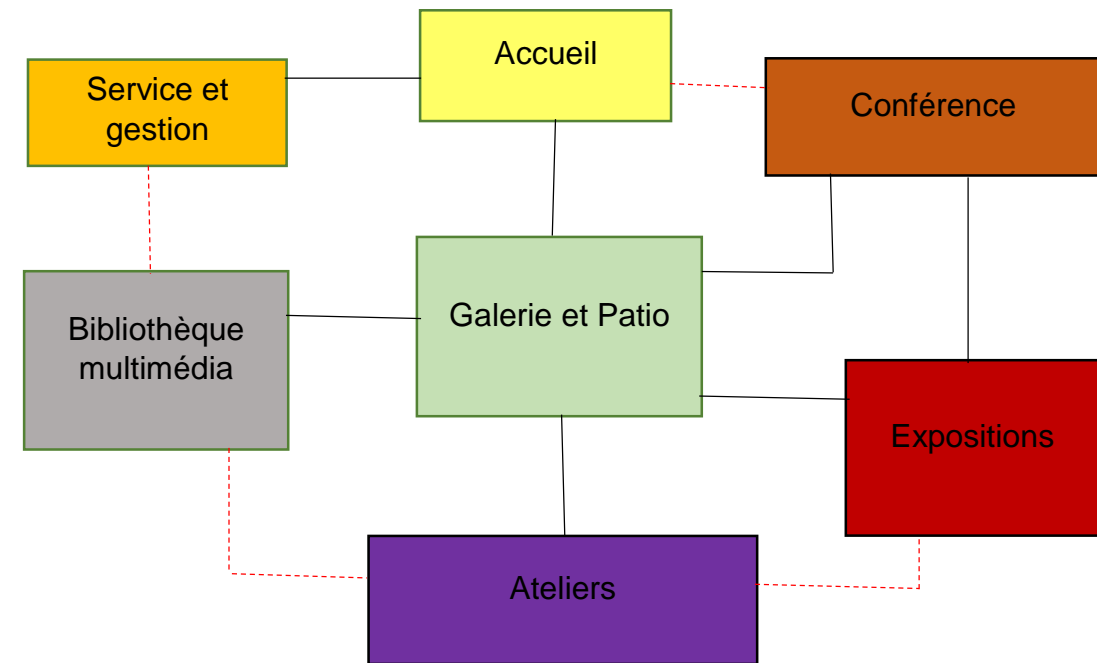 Accueil
Service et
gestion
Conférence
Galerie et Patio
Bibliothèque
multimédia
Expositions
Ateliers